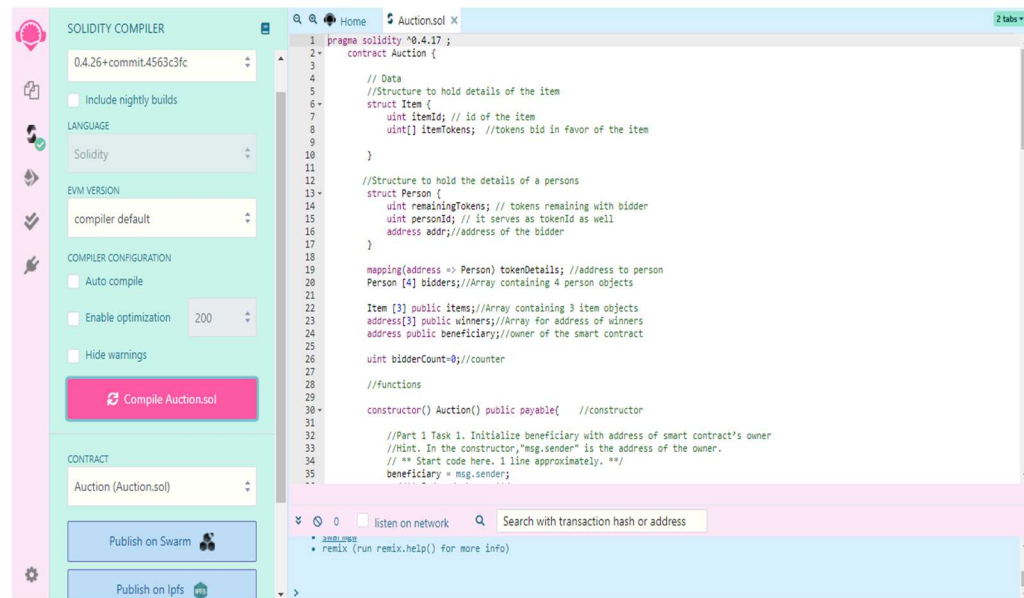 SOLIDITY COMPILER
0.4.26+commit.4563c3fc
Include nightly builds
LANGUAGE
Solidity
EVM VERSION
compiler default
COMPILER CONFIGURATION
Auto compile
Enable optimization 200
Hide warnings
Compile Auction.sol
CONTRACT
Auction (Auction.sol)
Publish on Swarm
Publish on Ipfs
Home Auction.sol × 2 tabs
1 pragma solidity ^0.4.17 ;
2 contract Auction {
3
4 // Data
5 //Structure to hold details of the item
6 struct Item {
7 uint itemId; // id of the item
8 uint[] itemTokens; //tokens bid in favor of the item
9
10 }
11
12 //Structure to hold the details of a persons
13 struct Person {
14 uint remainingTokens; // tokens remaining with bidder
15 uint personId; // it serves as tokenId as well
16 address addr;//address of the bidder
17 }
18
19 mapping(address => Person) tokenDetails; //address to person
20 Person [4] bidders;//Array containing 4 person objects
21
22 Item [3] public items;//Array containing 3 item objects
23 address[3] public winners;//Array for address of winners
24 address public beneficiary;//owner of the smart contract
25
26 uint bidderCount=0;//counter
27
28 //functions
29
30 constructor() Auction() public payable{ //constructor
31
32 //Part 1 Task 1. Initialize beneficiary with address of smart contract's owner
33 //Hint. In the constructor,"msg.sender" is the address of the owner.
34 // ** Start code here. 1 line approximately. **/
35 beneficiary = msg.sender;
0 listen on network Search with transaction hash or address
• remix (run remix.help() for more info)
>